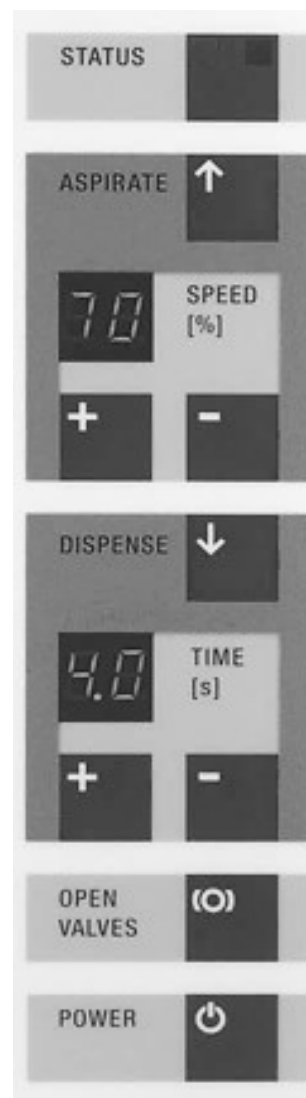 STATUS
ASPIRATE ↑
70 SPEED
[%]
+ -
DISPENSE ↓
4.0 TIME
[s]
+ -
OPEN
VALVES
POWER